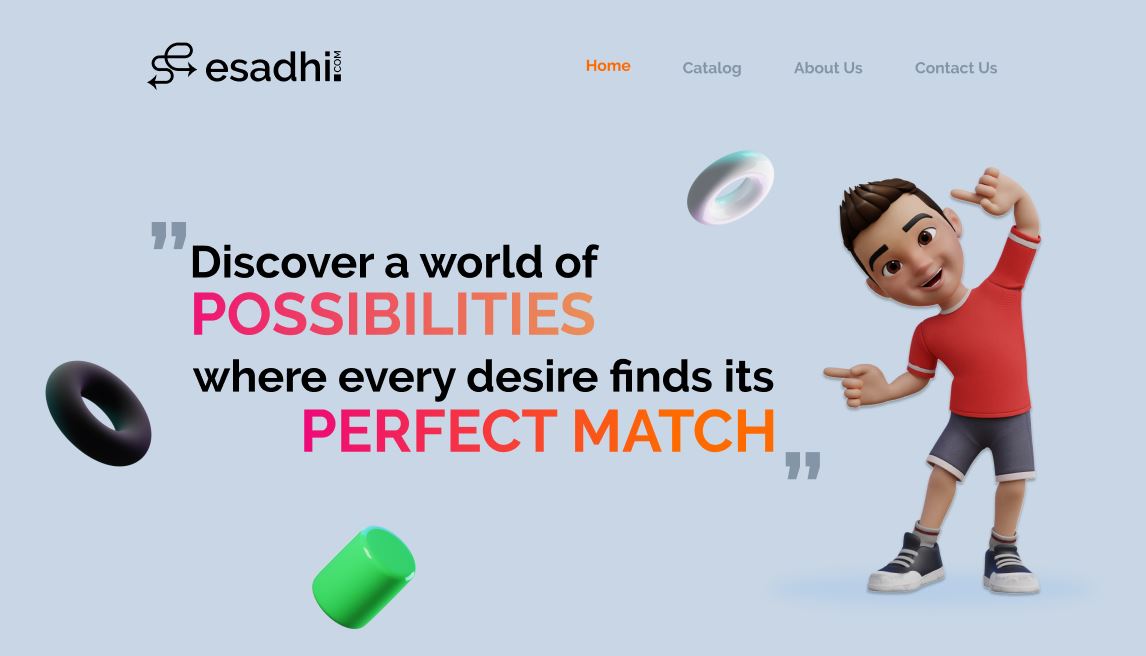 esadhi.COM
Home Catalog About Us Contact Us
”Discover a world of
POSSIBILITIES
where every desire finds its
PERFECT MATCH”